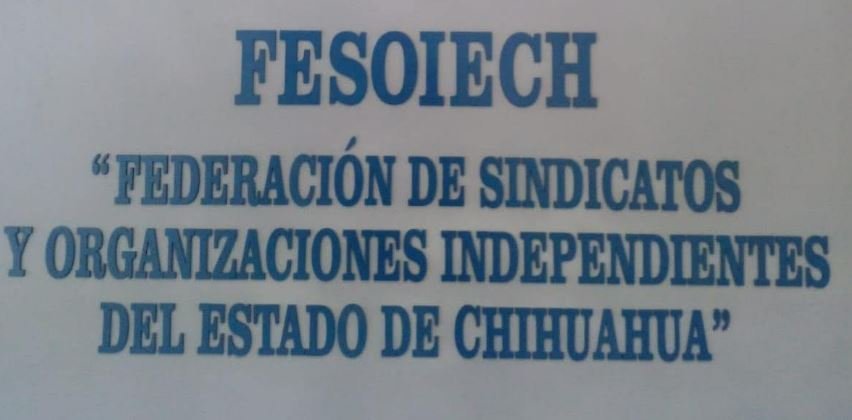 FESOIECH
“FEDERACIÓN DE SINDICATOS
Y ORGANIZACIONES INDEPENDIENTES
DEL ESTADO DE CHIHUAHUA”